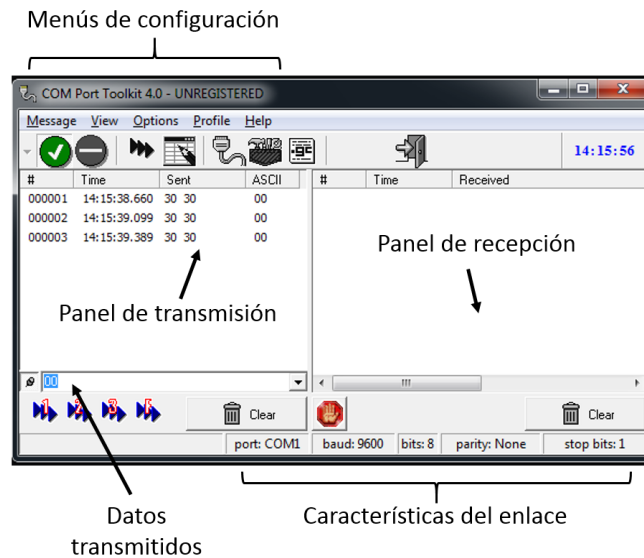 Menús de configuración
COM Port Toolkit 4.0 - UNREGISTERED
Message View Options Profile Help
14:15:56
# Time Sent ASCII # Time Received
000001 14:15:38.660 30 30 00
000002 14:15:39.099 30 30 00
000003 14:15:39.389 30 30 00
Panel de recepción
Panel de transmisión
00
1 2 3 Clear Clear
port: COM1 baud: 9600 bits: 8 parity: None stop bits: 1
Datos
transmitidos
Características del enlace